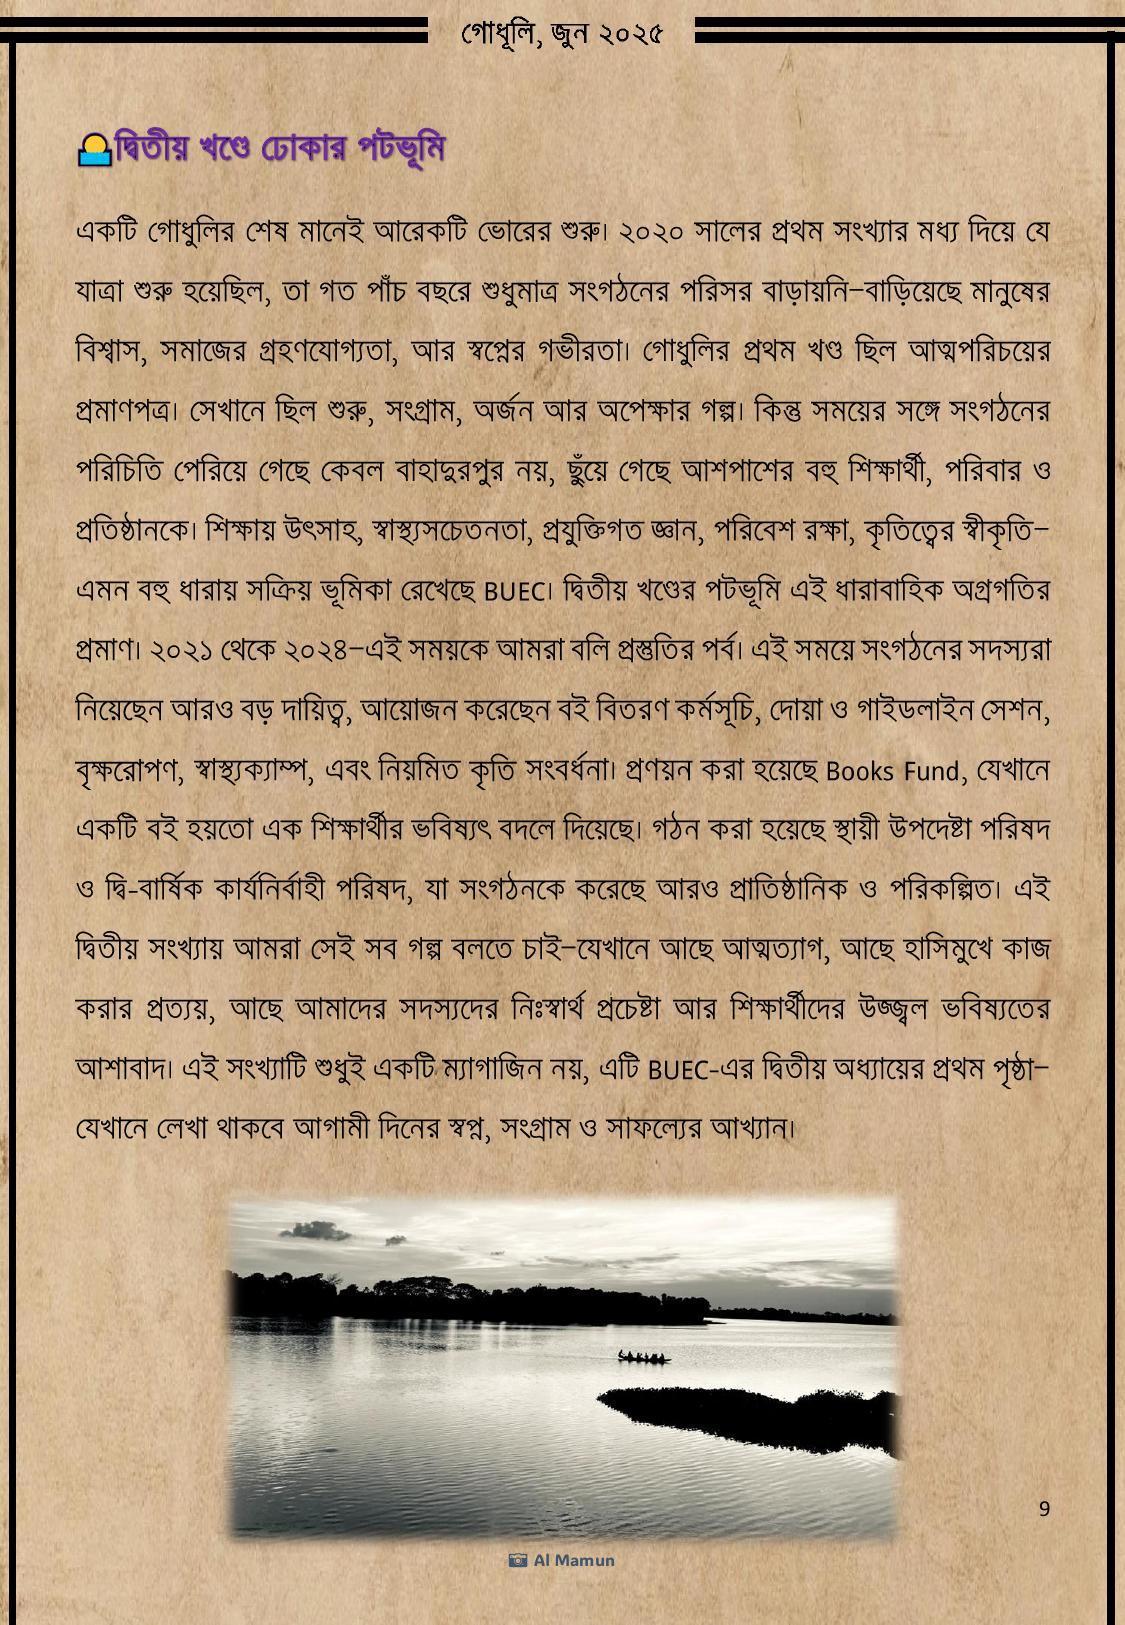 গোধূলি, জুন ২০২৫
দ্বিতীয় খণ্ডে ঢোকার পটভূমি
একটি গোধুলির শেষ মানেই আরেকটি ভোরের শুরু। ২০২০ সালের প্রথম সংখ্যার মধ্য দিয়ে যে
যাত্রা শুরু হয়েছিল, তা গত পাঁচ বছরে শুধুমাত্র সংগঠনের পরিসর বাড়ায়নি–বাড়িয়েছে মানুষের
বিশ্বাস, সমাজের গ্রহণযোগ্যতা, আর স্বপ্নের গভীরতা। গোধুলির প্রথম খণ্ড ছিল আত্মপরিচয়ের
প্রমাণপত্র। সেখানে ছিল শুরু, সংগ্রাম, অর্জন আর অপেক্ষার গল্প। কিন্তু সময়ের সঙ্গে সংগঠনের
পরিচিতি পেরিয়ে গেছে কেবল বাহাদুরপুর নয়, ছুঁয়ে গেছে আশপাশের বহু শিক্ষার্থী, পরিবার ও
প্রতিষ্ঠানকে। শিক্ষায় উৎসাহ, স্বাস্থ্যসচেতনতা, প্রযুক্তিগত জ্ঞান, পরিবেশ রক্ষা, কৃতিত্বের স্বীকৃতি–
এমন বহু ধারায় সক্রিয় ভূমিকা রেখেছে BUEC। দ্বিতীয় খণ্ডের পটভূমি এই ধারাবাহিক অগ্রগতির
প্রমাণ। ২০২১ থেকে ২০২৪–এই সময়কে আমরা বলি প্রস্তুতির পর্ব। এই সময়ে সংগঠনের সদস্যরা
নিয়েছেন আরও বড় দায়িত্ব, আয়োজন করেছেন বই বিতরণ কর্মসূচি, দোয়া ও গাইডলাইন সেশন,
বৃক্ষরোপণ, স্বাস্থ্যক্যাম্প, এবং নিয়মিত কৃতি সংবর্ধনা। প্রণয়ন করা হয়েছে Books Fund, যেখানে
একটি বই হয়তো এক শিক্ষার্থীর ভবিষ্যৎ বদলে দিয়েছে। গঠন করা হয়েছে স্থায়ী উপদেষ্টা পরিষদ
ও দ্বি-বার্ষিক কার্যনির্বাহী পরিষদ, যা সংগঠনকে করেছে আরও প্রাতিষ্ঠানিক ও পরিকল্পিত। এই
দ্বিতীয় সংখ্যায় আমরা সেই সব গল্প বলতে চাই–যেখানে আছে আত্মত্যাগ, আছে হাসিমুখে কাজ
করার প্রত্যয়, আছে আমাদের সদস্যদের নিঃস্বার্থ প্রচেষ্টা আর শিক্ষার্থীদের উজ্জ্বল ভবিষ্যতের
আশাবাদ। এই সংখ্যাটি শুধুই একটি ম্যাগাজিন নয়, এটি BUEC-এর দ্বিতীয় অধ্যায়ের প্রথম পৃষ্ঠা–
যেখানে লেখা থাকবে আগামী দিনের স্বপ্ন, সংগ্রাম ও সাফল্যের আখ্যান।
9
Al Mamun